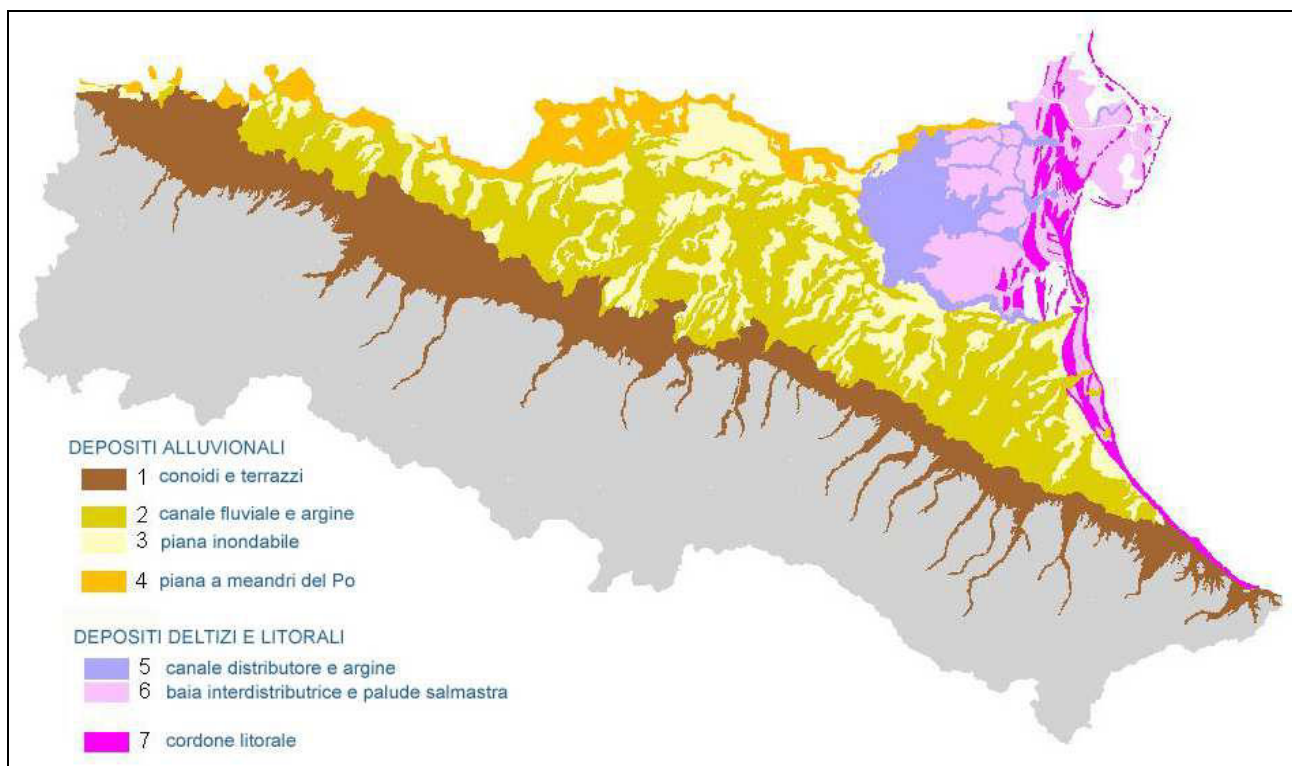 DEPOSITI ALLUVIONALI
1 conoidi e terrazzi
2 canale fluviale e argine
3 piana inondabile
4 piana a meandri del Po
DEPOSITI DELTIZI E LITORALI
5 canale distributore e argine
6 baia interdistributrice e palude salmastra
7 cordone litorale